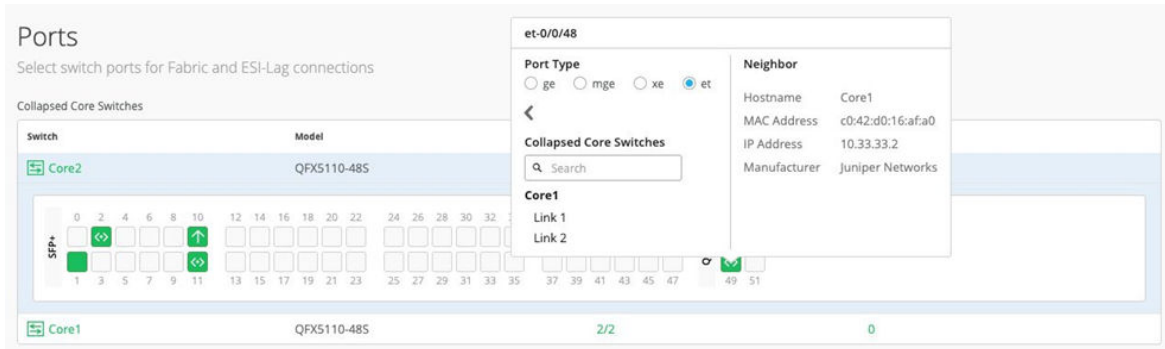 Ports
Select switch ports for Fabric and ESI-Lag connections
Collapsed Core Switches
Switch Model
Core2 QFX5110-48S
0 2 4 6 8 10 12 14 16 18 20 22 24 26 28 30 32
SFP+
1 3 5 7 9 11 13 15 17 19 21 23 25 27 29 31 33 35 37 39 41 43 45 47 49 51
Core1 QFX5110-48S 2/2 0
et-0/0/48
Port Type
ge mge xe et
Collapsed Core Switches
Search
Core1
Link 1
Link 2
Neighbor
Hostname Core1
MAC Address c0:42:d0:16:af:a0
IP Address 10.33.33.2
Manufacturer Juniper Networks